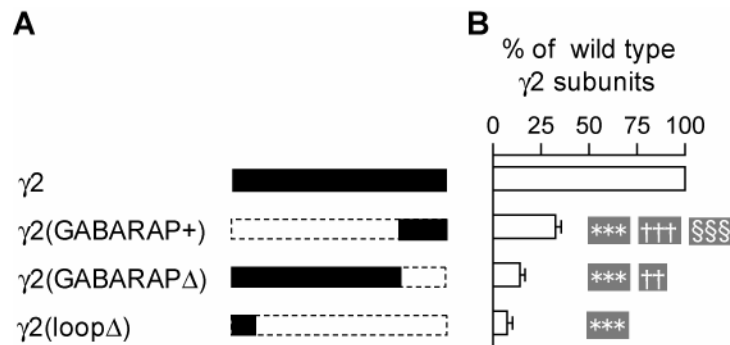 A
B
% of wild type
γ2 subunits
0 25 50 75 100
γ2
γ2(GABARAP+) *** ††† §§§
γ2(GABARAPΔ) *** ††
γ2(loopΔ) ***